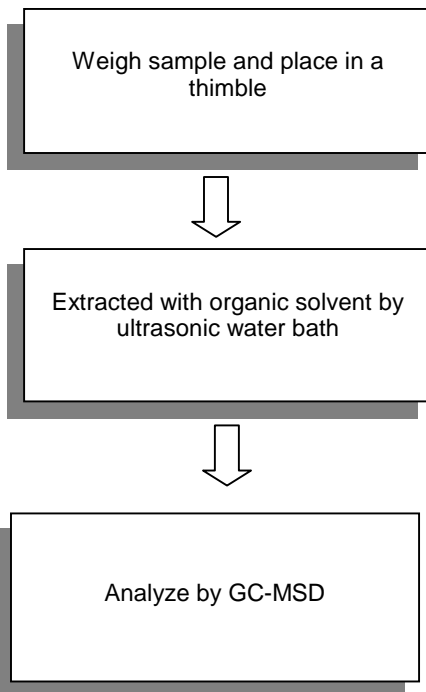 Weigh sample and place in a
thimble
Extracted with organic solvent by
ultrasonic water bath
Analyze by GC-MSD